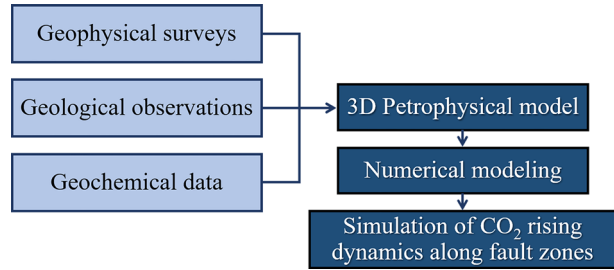 Geophysical surveys
Geological observations
Geochemical data
3D Petrophysical model
Numerical modeling
Simulation of CO₂ rising
dynamics along fault zones